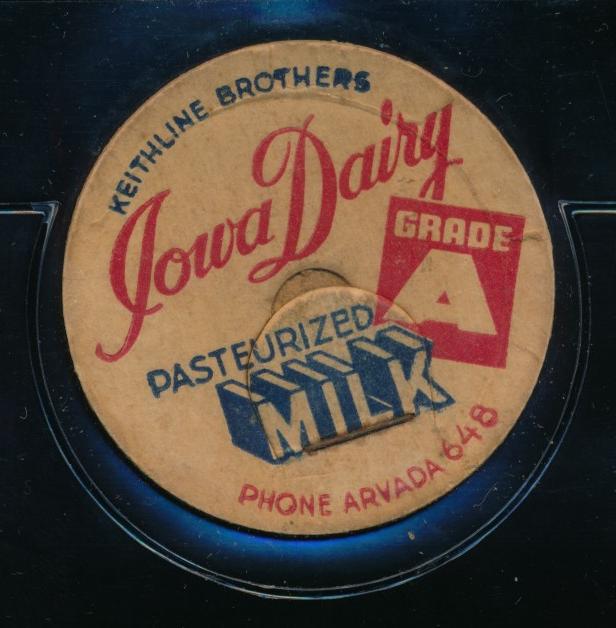 KEITHLINE BROTHERS
Iowa Dairy
GRADE
A
PASTEURIZED
MILK
PHONE ARVADA 648